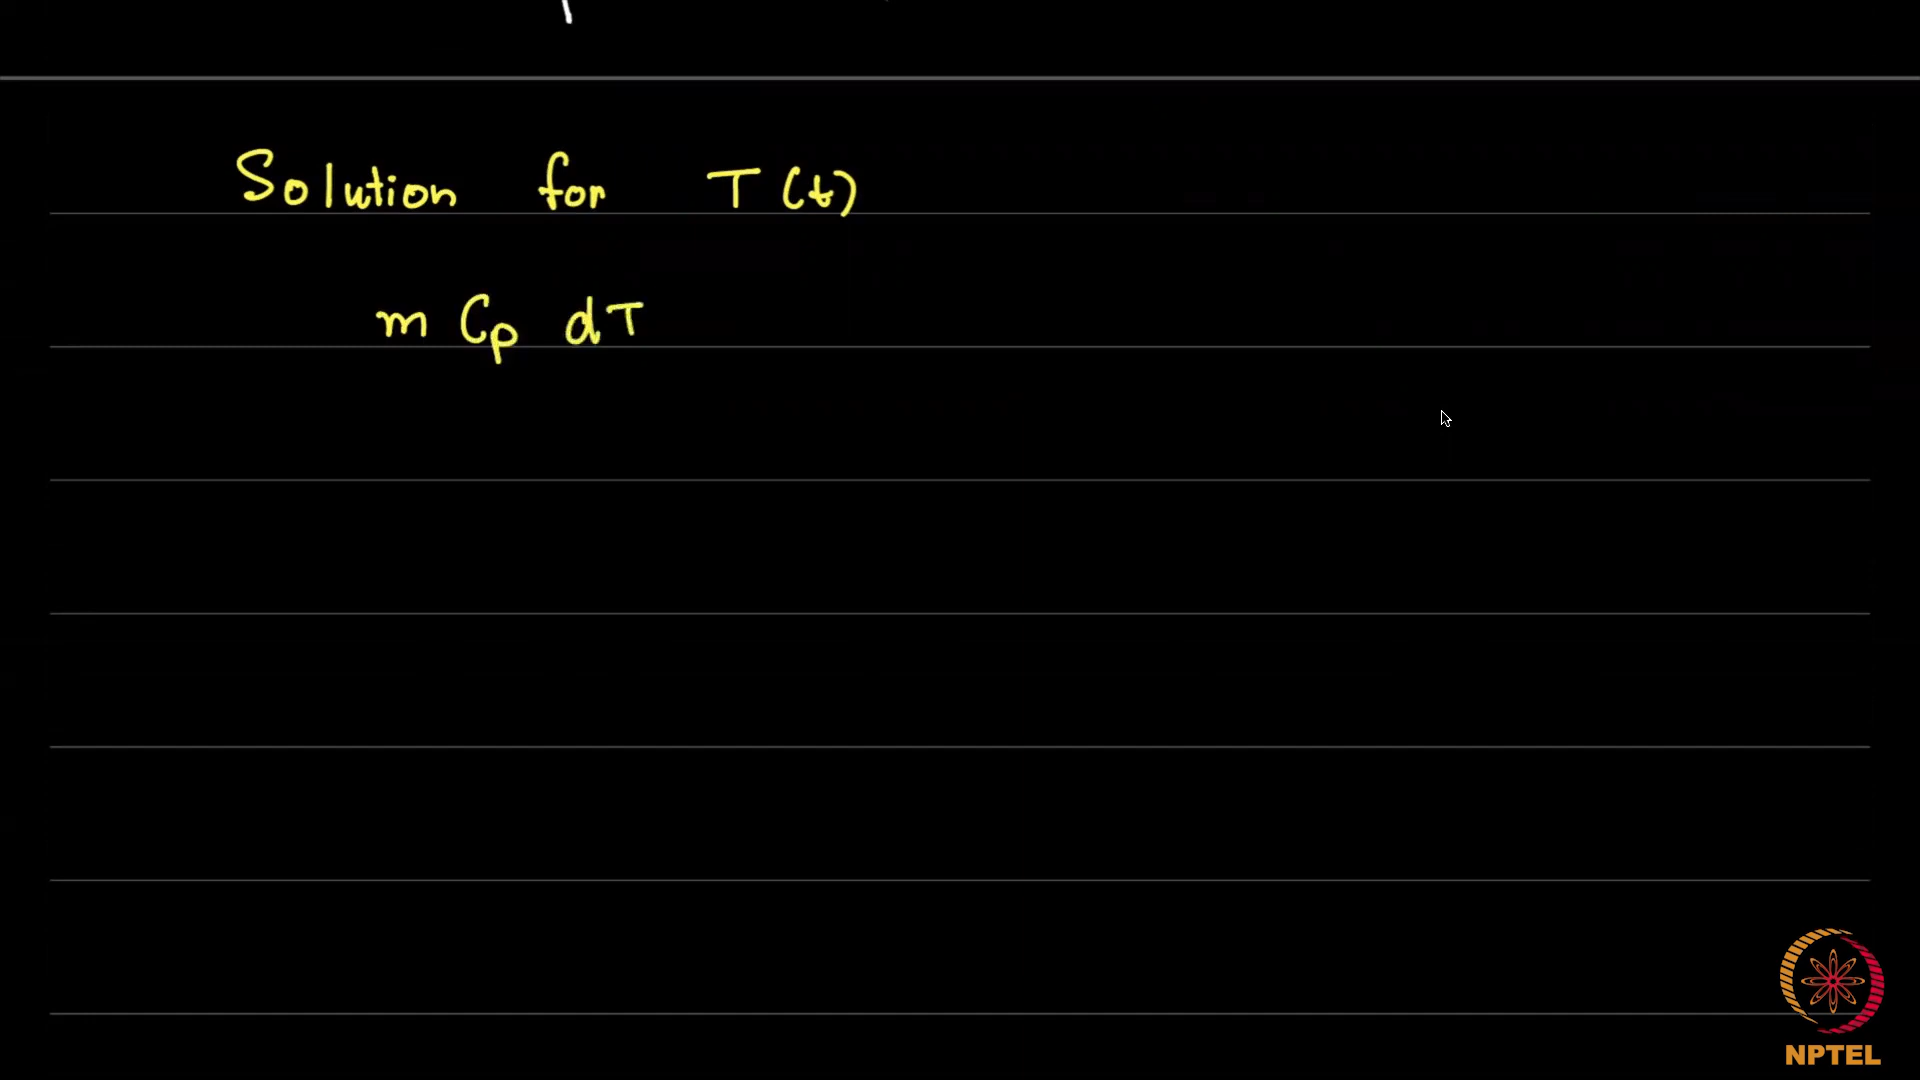 Solution for T(t)
m Cp dT
NPTEL